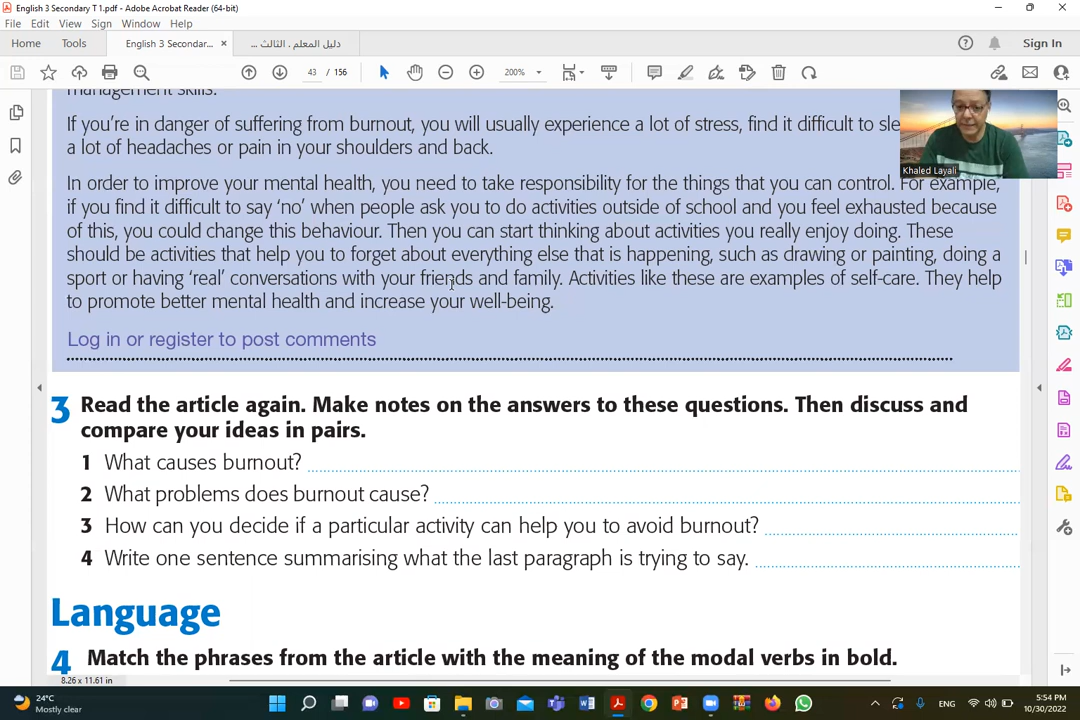 English 3 Secondary T 1.pdf - Adobe Acrobat Reader (64-bit)
File Edit View Sign Window Help
Home Tools English 3 Secondar... × دليل المعلم . الثالث ... Sign In
43 / 156 200%
management skills.
If you're in danger of suffering from burnout, you will usually experience a lot of stress, find it difficult to
a lot of headaches or pain in your shoulders and back.
Khaled Layali
In order to improve your mental health, you need to take responsibility for the things that you can control. For example,
if you find it difficult to say 'no' when people ask you to do activities outside of school and you feel exhausted because
of this, you could change this behaviour. Then you can start thinking about activities you really enjoy doing. These
should be activities that help you to forget about everything else that is happening, such as drawing or painting, doing a
sport or having 'real' conversations with your friends and family. Activities like these are examples of self-care. They help
to promote better mental health and increase your well-being.
Log in or register to post comments
3 Read the article again. Make notes on the answers to these questions. Then discuss and
compare your ideas in pairs.
1 What causes burnout?
2 What problems does burnout cause?
3 How can you decide if a particular activity can help you to avoid burnout?
4 Write one sentence summarising what the last paragraph is trying to say.
Language
4 Match the phrases from the article with the meaning of the modal verbs in bold.
8.26 x 11.61 in
24°C
Mostly clear
ENG
5:54 PM
10/30/2022